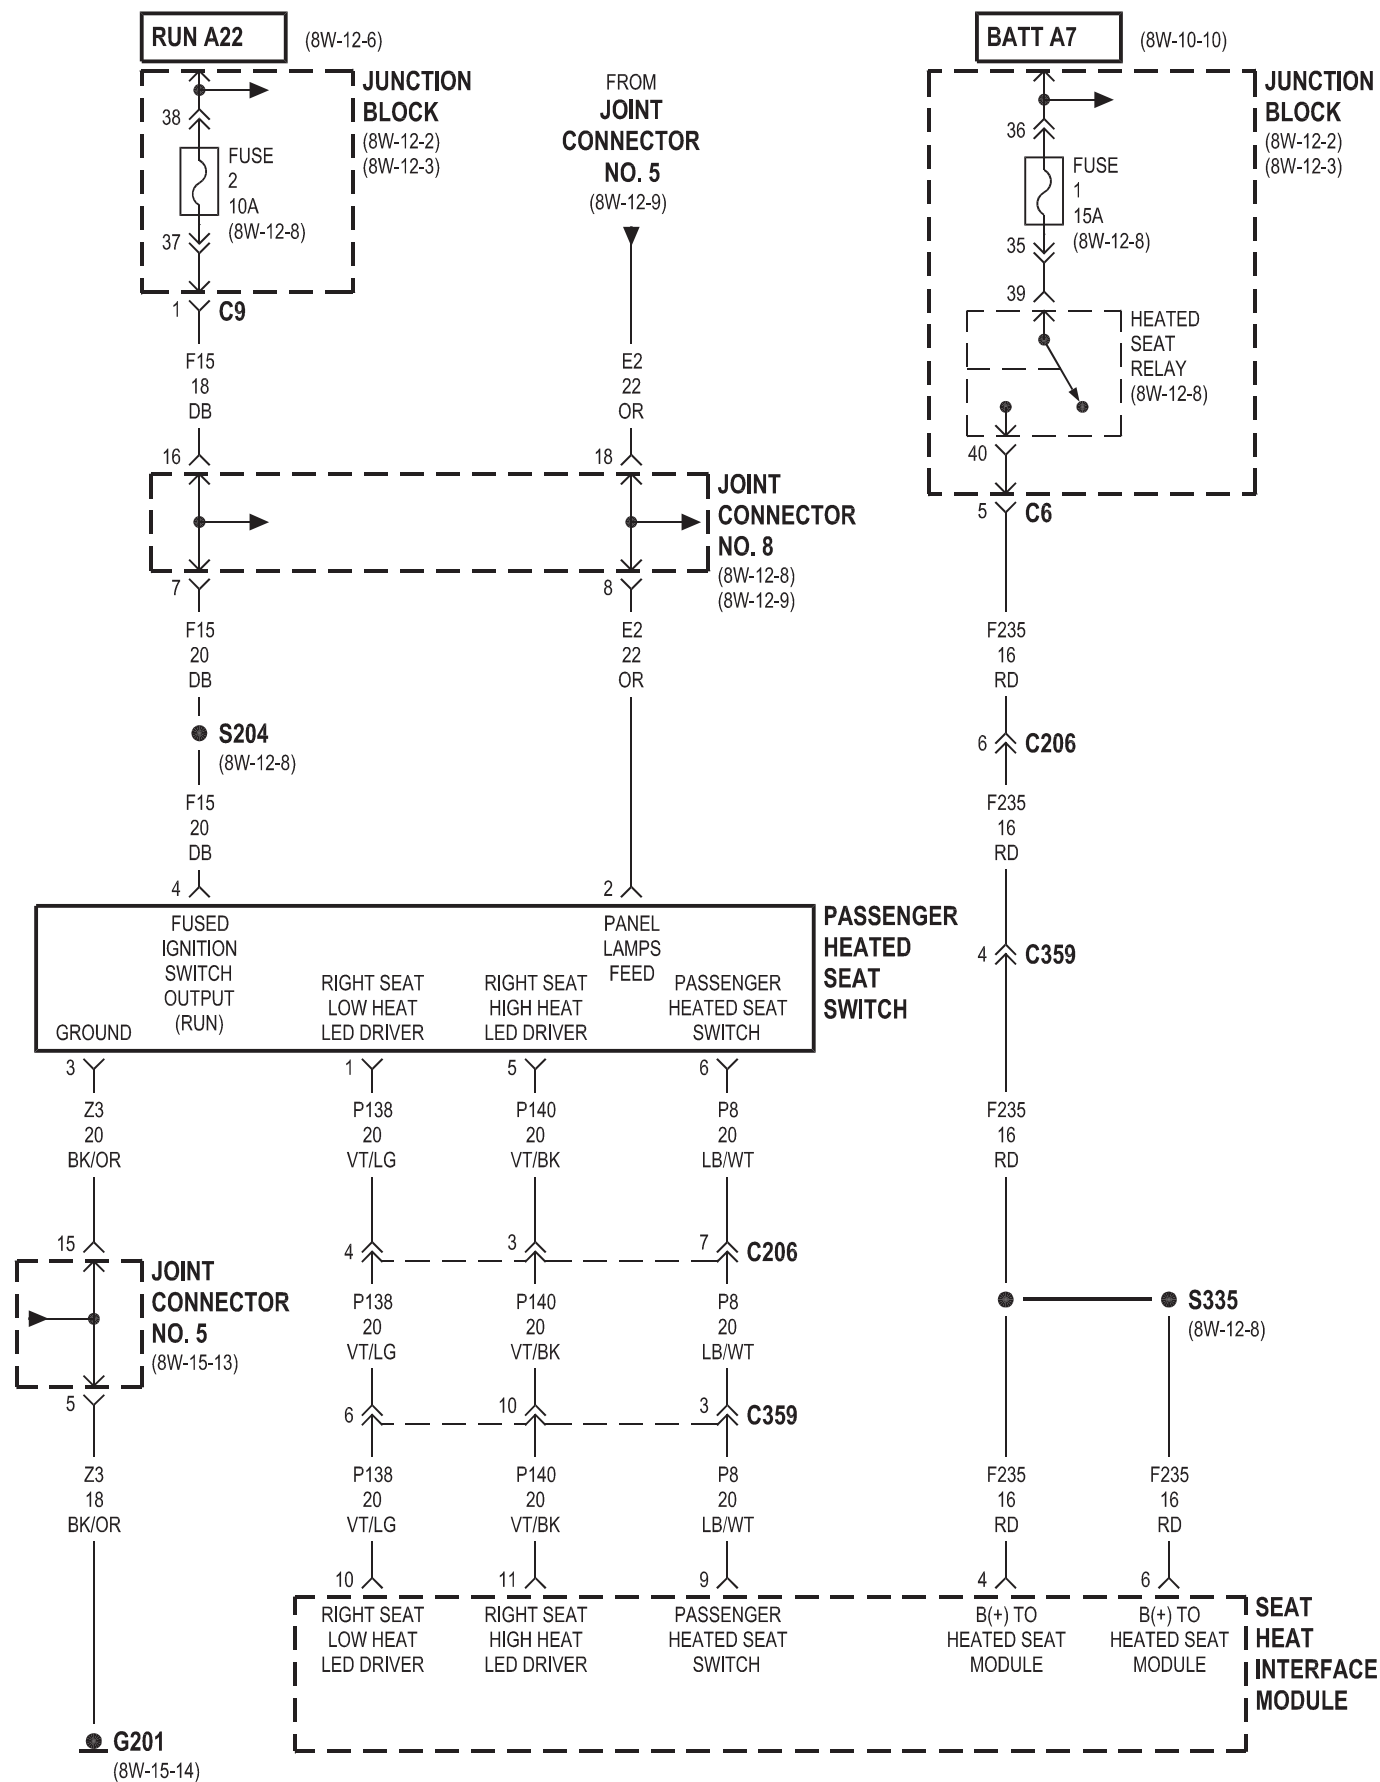 RUN A22
(8W-12-6)
BATT A7
(8W-10-10)
JUNCTION
BLOCK
(8W-12-2)
(8W-12-3)
38
FUSE
2
10A
(8W-12-8)
37
1
C9
F15
18
DB
16
FROM
JOINT
CONNECTOR
NO. 5
(8W-12-9)
E2
22
OR
18
JUNCTION
BLOCK
(8W-12-2)
(8W-12-3)
36
FUSE
1
15A
(8W-12-8)
35
39
HEATED
SEAT
RELAY
(8W-12-8)
40
5
C6
JOINT
CONNECTOR
NO. 8
(8W-12-8)
(8W-12-9)
7
F15
20
DB
S204
(8W-12-8)
F15
20
DB
4
8
E2
22
OR
2
F235
16
RD
6
C206
F235
16
RD
4
C359
F235
16
RD
PASSENGER
HEATED
SEAT
SWITCH
FUSED
IGNITION
SWITCH
OUTPUT
(RUN)
PANEL
LAMPS
FEED
GROUND
RIGHT SEAT
LOW HEAT
LED DRIVER
RIGHT SEAT
HIGH HEAT
LED DRIVER
PASSENGER
HEATED SEAT
SWITCH
3
1
5
6
Z3
20
BK/OR
P138
20
VT/LG
P140
20
VT/BK
P8
20
LB/WT
15
4
3
7
C206
JOINT
CONNECTOR
NO. 5
(8W-15-13)
P138
20
VT/LG
P140
20
VT/BK
P8
20
LB/WT
S335
(8W-12-8)
5
6
10
3
C359
Z3
18
BK/OR
P138
20
VT/LG
P140
20
VT/BK
P8
20
LB/WT
F235
16
RD
F235
16
RD
10
11
9
4
6
RIGHT SEAT
LOW HEAT
LED DRIVER
RIGHT SEAT
HIGH HEAT
LED DRIVER
PASSENGER
HEATED SEAT
SWITCH
B(+) TO
HEATED SEAT
MODULE
B(+) TO
HEATED SEAT
MODULE
SEAT
HEAT
INTERFACE
MODULE
G201
(8W-15-14)